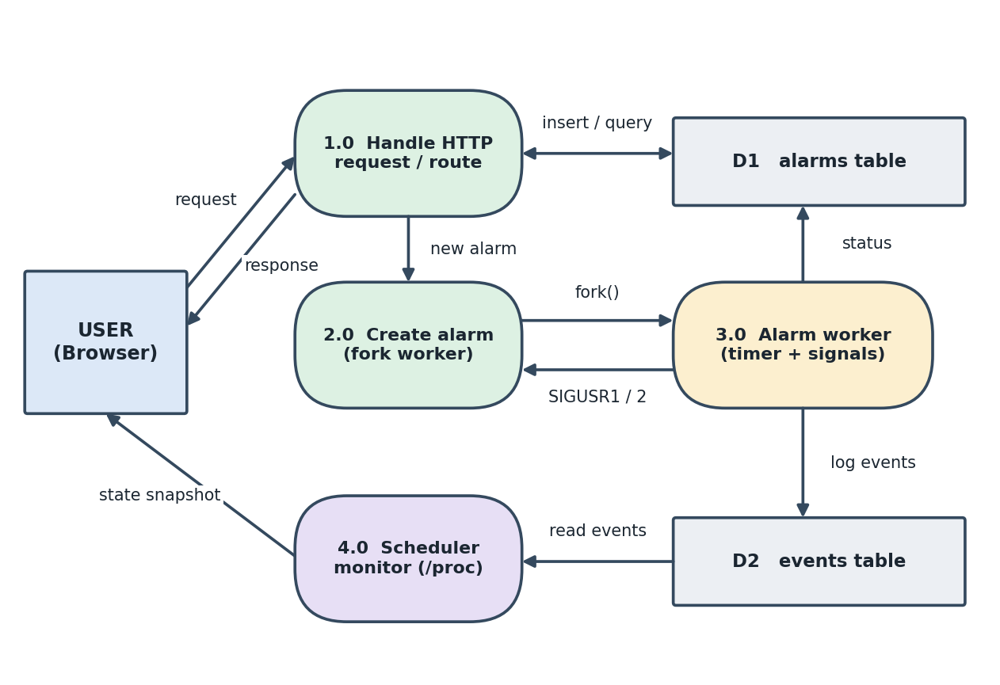 1.0  Handle HTTP
request / route
insert / query
D1   alarms table
request
response
new alarm
status
USER
(Browser)
2.0  Create alarm
(fork worker)
fork()
SIGUSR1 / 2
3.0  Alarm worker
(timer + signals)
log events
state snapshot
4.0  Scheduler
monitor (/proc)
read events
D2   events table